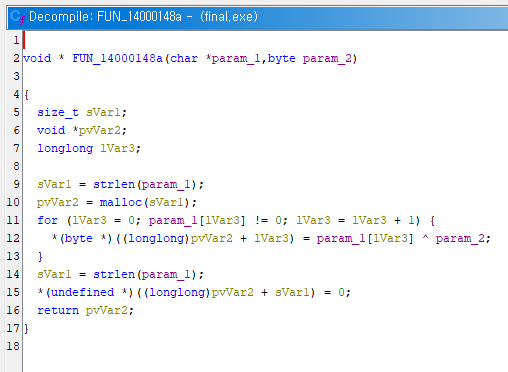 Decompile: FUN_14000148a - (final.exe)
1
2 void * FUN_14000148a(char *param_1,byte param_2)
3
4 {
5   size_t sVar1;
6   void *pvVar2;
7   longlong lVar3;
8
9   sVar1 = strlen(param_1);
10   pvVar2 = malloc(sVar1);
11   for (lVar3 = 0; param_1[lVar3] != 0; lVar3 = lVar3 + 1) {
12     *(byte *)((longlong)pvVar2 + lVar3) = param_1[lVar3] ^ param_2;
13   }
14   sVar1 = strlen(param_1);
15   *(undefined *)((longlong)pvVar2 + sVar1) = 0;
16   return pvVar2;
17 }
18